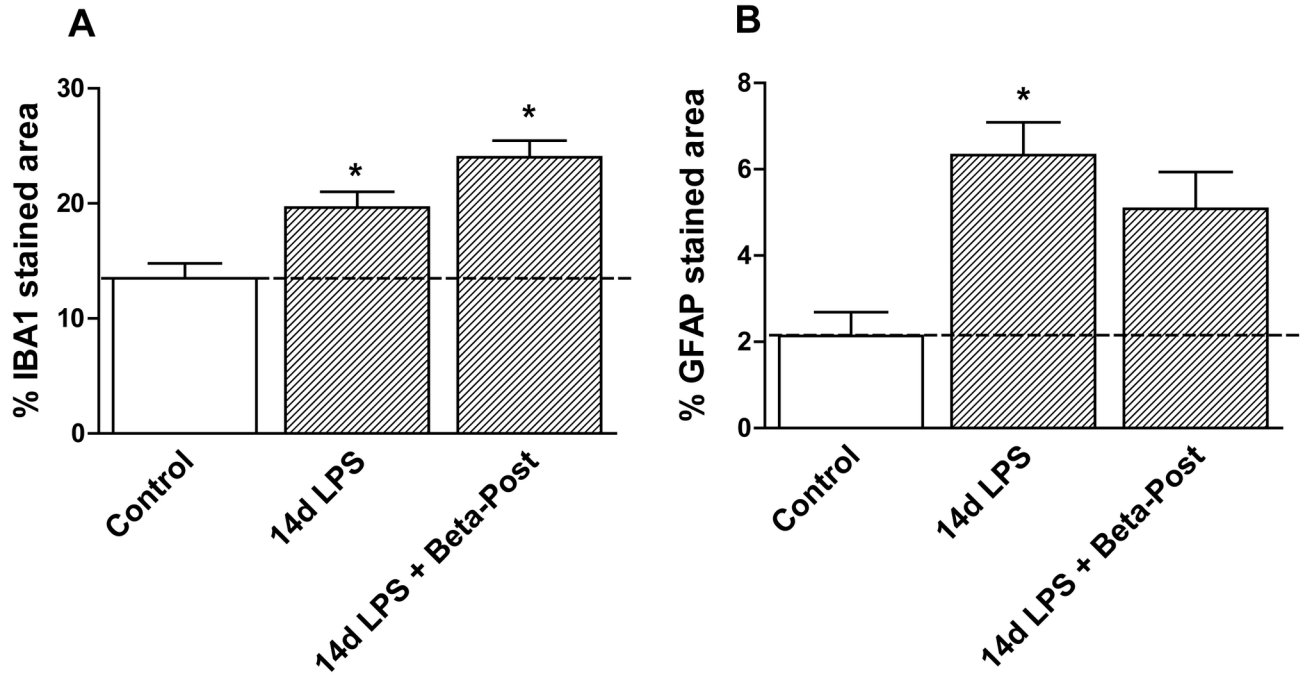 A
% IBA1 stained area
30
20
10
0
*
*
Control
14d LPS
14d LPS + Beta-Post
B
% GFAP stained area
8
6
4
2
0
*
Control
14d LPS
14d LPS + Beta-Post